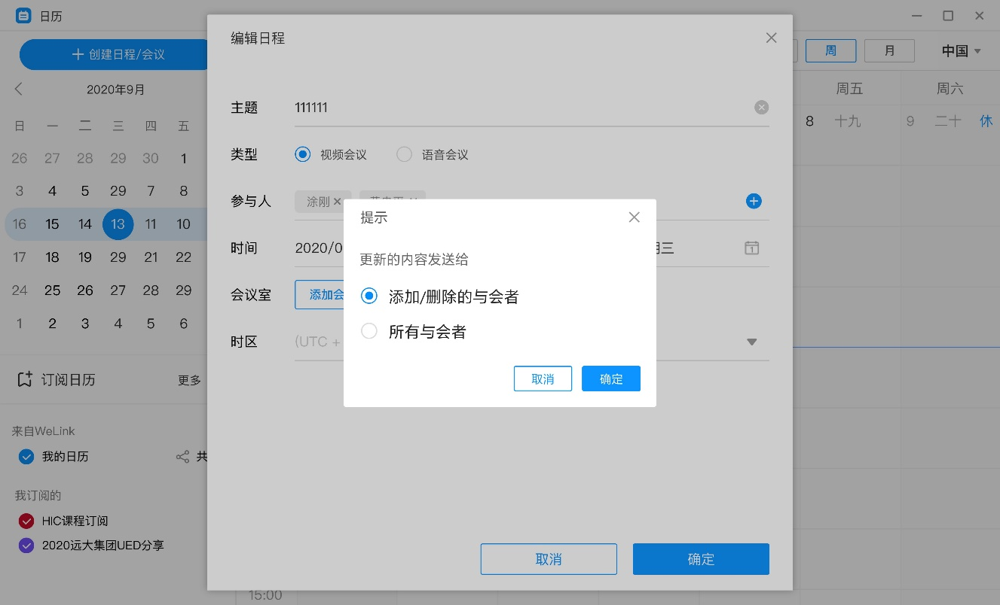 日历
编辑日程
创建日程/会议
周
月
中国
2020年9月
周五
周六
主题
111111
8
十九
9
二十
休
日 一 二 三 四 五
类型
视频会议
语音会议
26 27 28 29 30 1
3 4 5 29 7 8
参与人
涂刚
16 15 14 13 11 10
提示
时间
2020/0
三
更新的内容发送给
17 18 19 29 21 22
会议室
添加会
添加/删除的与会者
24 25 26 27 28 29
所有与会者
1 2 3 4 5 6
时区
(UTC +
取消
确定
订阅日历
更多
来自WeLink
我的日历
共
我订阅的
HIC课程订阅
2020远大集团UED分享
取消
确定
15:00